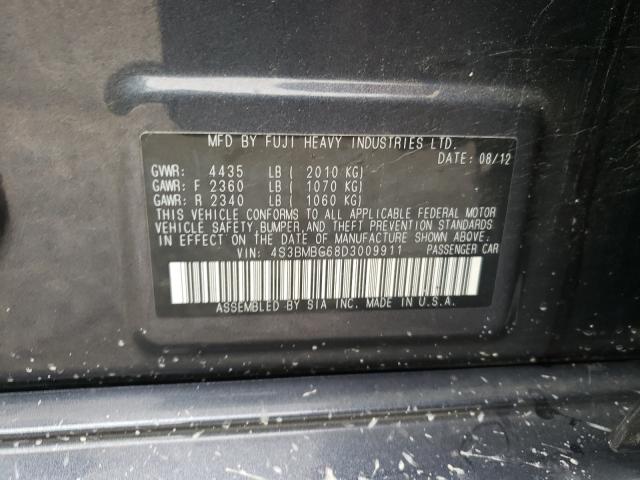 MFD BY FUJI HEAVY INDUSTRIES LTD.
DATE: 08/12
GVWR: 4435 LB ( 2010 KG)
GAWR: F 2360 LB ( 1070 KG)
GAWR: R 2340 LB ( 1060 KG)
THIS VEHICLE CONFORMS TO ALL APPLICABLE FEDERAL MOTOR
VEHICLE SAFETY, BUMPER, AND THEFT PREVENTION STANDARDS
IN EFFECT ON THE DATE OF MANUFACTURE SHOWN ABOVE.
VIN: 4S3BMBG68D3009911 PASSENGER CAR
ASSEMBLED BY SIA INC. MADE IN U.S.A.